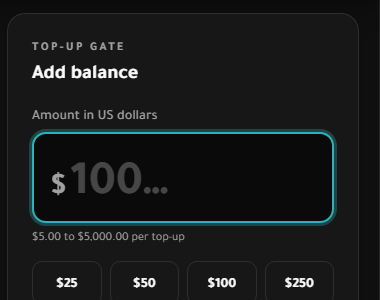 TOP-UP GATE
Add balance
Amount in US dollars
$ 100...
$5.00 to $5,000.00 per top-up
$25 $50 $100 $250